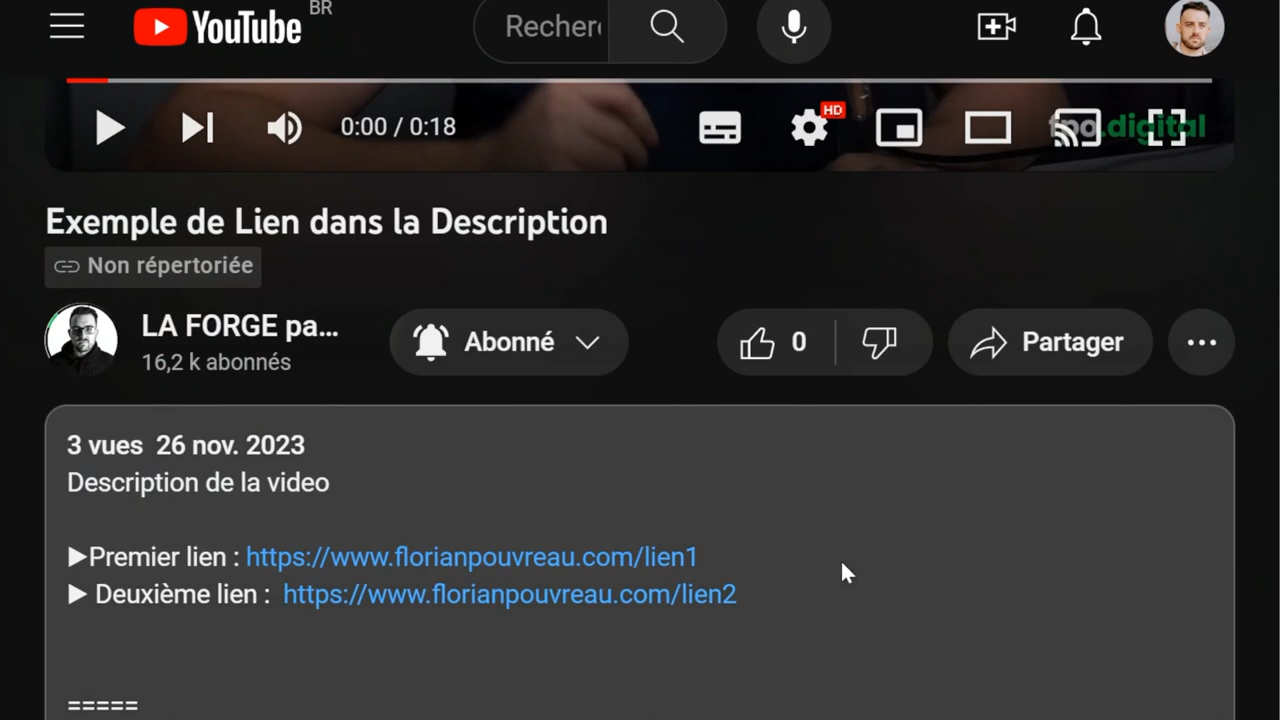 YouTube BR
Recher
0:00 / 0:18
HD
fpo.digital
Exemple de Lien dans la Description
Non répertoriée
LA FORGE pa...
16,2 k abonnés
Abonné
0
Partager
3 vues 26 nov. 2023
Description de la video
▶Premier lien : https://www.florianpouvreau.com/lien1
▶ Deuxième lien : https://www.florianpouvreau.com/lien2
=====